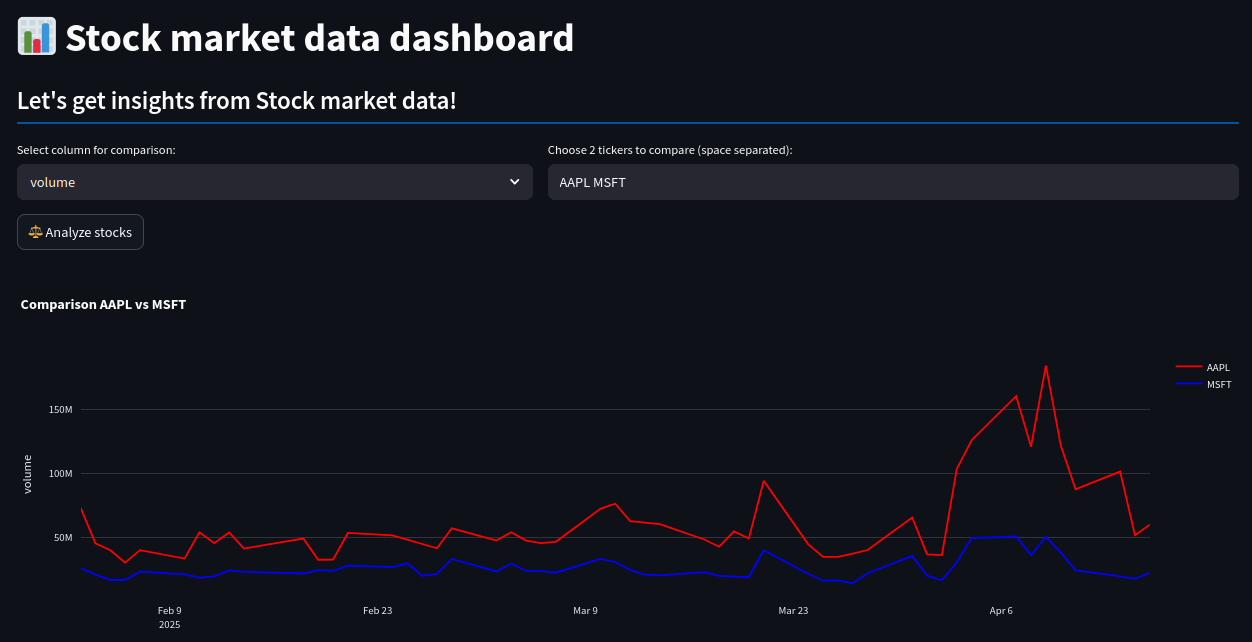 Stock market data dashboard
Let's get insights from Stock market data!
Select column for comparison:
Choose 2 tickers to compare (space separated):
volume
AAPL MSFT
Analyze stocks
Comparison AAPL vs MSFT
AAPL
MSFT
150M
100M
50M
volume
Feb 9
2025
Feb 23
Mar 9
Mar 23
Apr 6